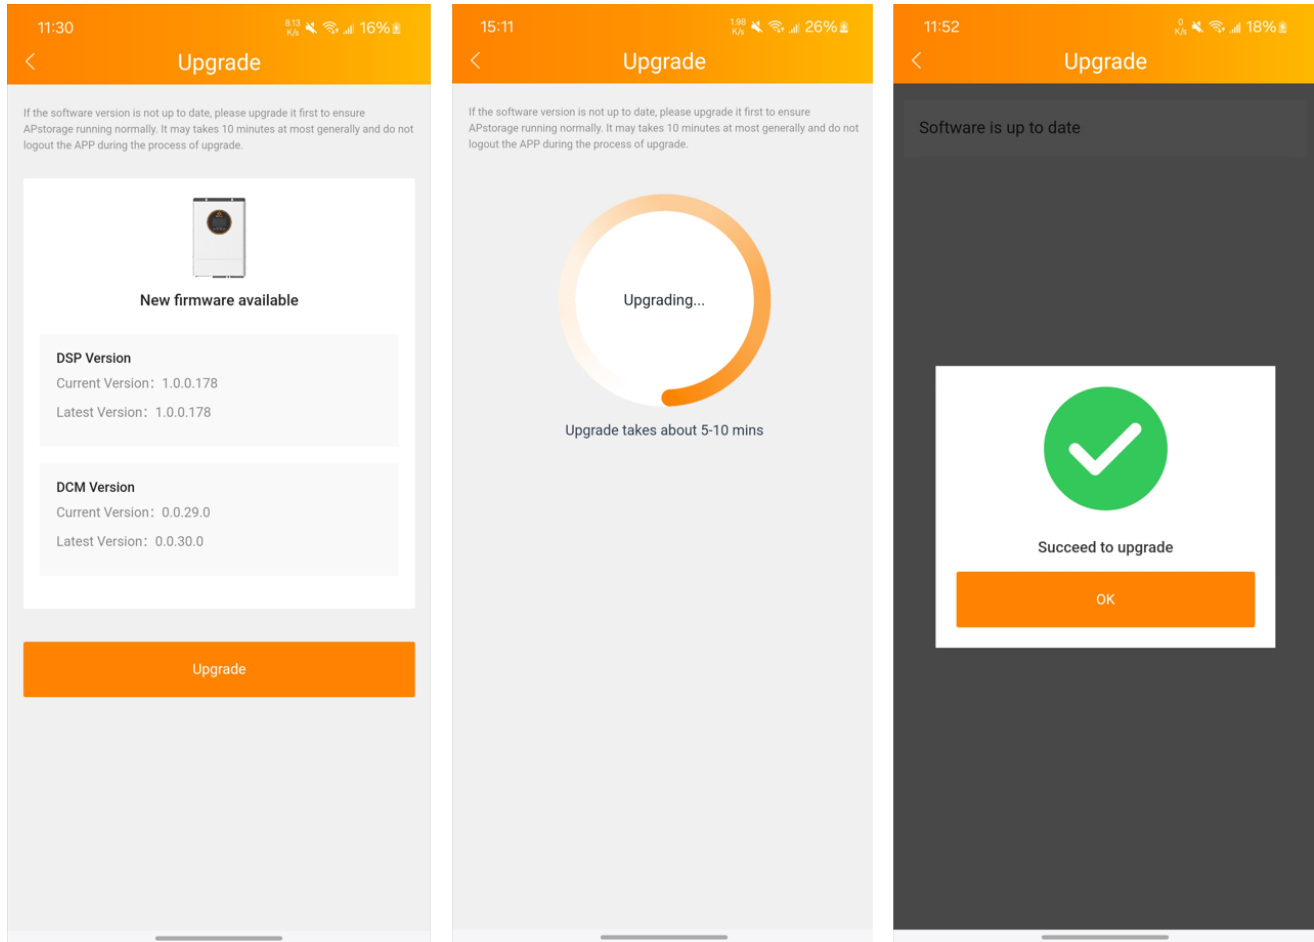 11:30
8.13
K/s
16%
Upgrade
If the software version is not up to date, please upgrade it first to ensure
APstorage running normally. It may takes 10 minutes at most generally and do not
logout the APP during the process of upgrade.
New firmware available
DSP Version
Current Version：1.0.0.178
Latest Version：1.0.0.178
DCM Version
Current Version：0.0.29.0
Latest Version：0.0.30.0
Upgrade
15:11
1.98
K/s
26%
Upgrade
If the software version is not up to date, please upgrade it first to ensure
APstorage running normally. It may takes 10 minutes at most generally and do not
logout the APP during the process of upgrade.
Upgrading...
Upgrade takes about 5-10 mins
11:52
0
K/s
18%
Upgrade
Software is up to date
Succeed to upgrade
OK